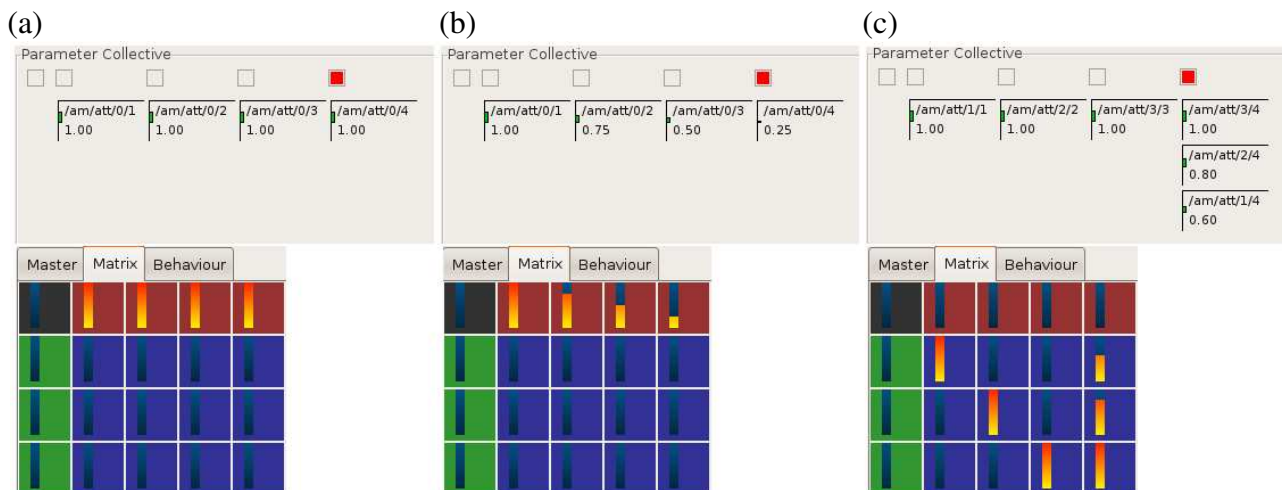 (a) (b) (c)
Parameter Collective Parameter Collective Parameter Collective
/am/att/0/1 /am/att/0/2 /am/att/0/3 /am/att/0/4 /am/att/0/1 /am/att/0/2 /am/att/0/3 /am/att/0/4 /am/att/1/1 /am/att/2/2 /am/att/3/3 /am/att/3/4
1.00 1.00 1.00 1.00 1.00 0.75 0.50 0.25 1.00 1.00 1.00 1.00
/am/att/2/4
0.80
/am/att/1/4
0.60
Master Matrix Behaviour Master Matrix Behaviour Master Matrix Behaviour